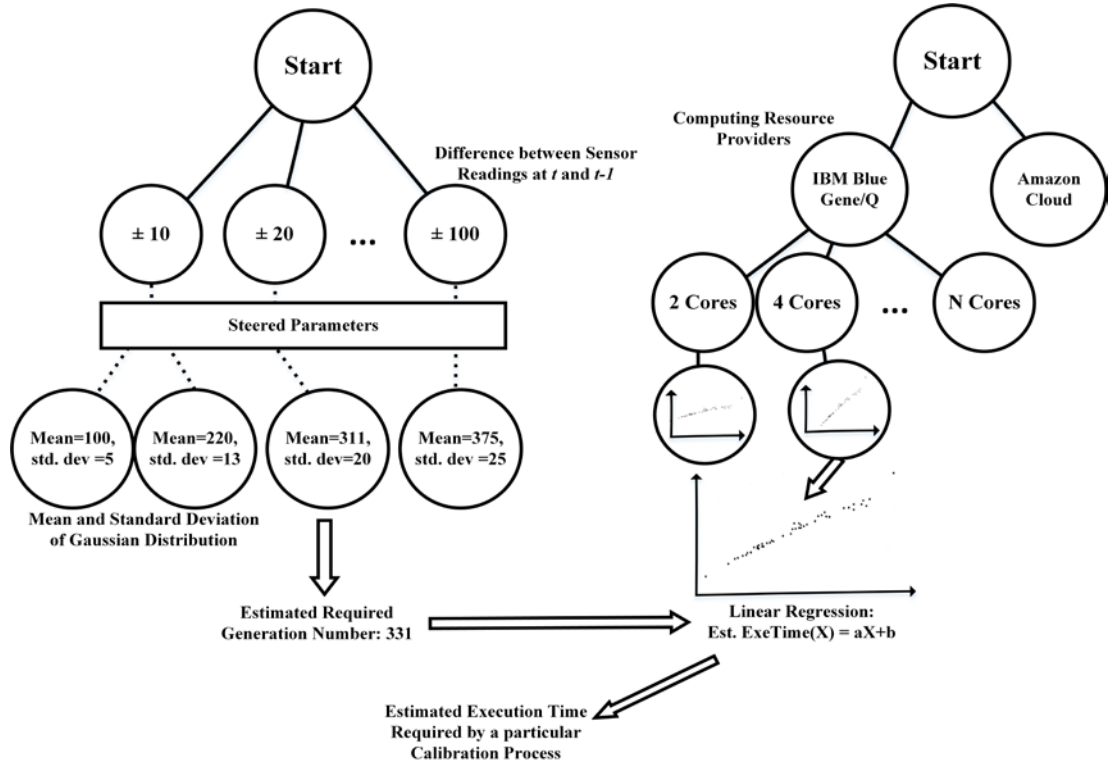 Start
Difference between Sensor
Readings at t and t-1
± 10
± 20
...
± 100
Steered Parameters
Mean=100,
std. dev =5
Mean=220,
std. dev =13
Mean=311,
std. dev=20
Mean=375,
std. dev=25
Mean and Standard Deviation
of Gaussian Distribution
Estimated Required
Generation Number: 331
Start
Computing Resource
Providers
IBM Blue
Gene/Q
Amazon
Cloud
2 Cores
4 Cores
...
N Cores
Linear Regression:
Est. ExeTime(X) = aX+b
Estimated Execution Time
Required by a particular
Calibration Process